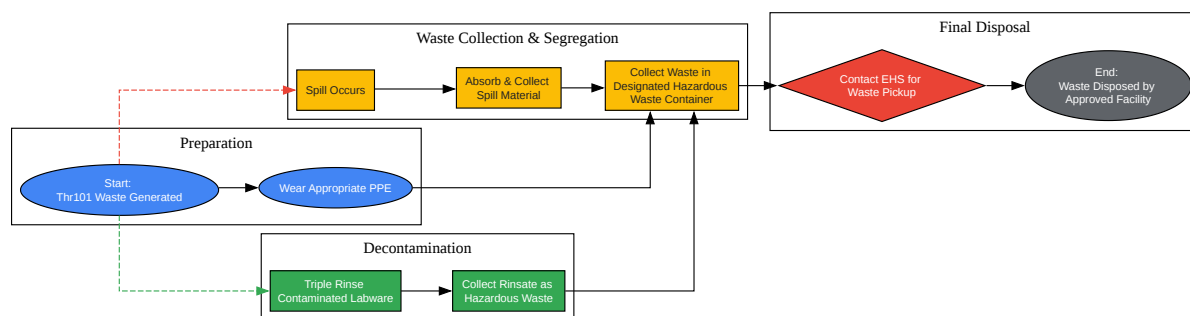 Final Disposal
Waste Collection & Segregation
Spill Occurs
Absorb & Collect
Spill Material
Collect Waste in
Designated Hazardous
Waste Container
Contact EHS for
Waste Pickup
End:
Waste Disposed by
Approved Facility
Preparation
Start:
Thr101 Waste Generated
Wear Appropriate PPE
Decontamination
Triple Rinse
Contaminated Labware
Collect Rinsate as
Hazardous Waste